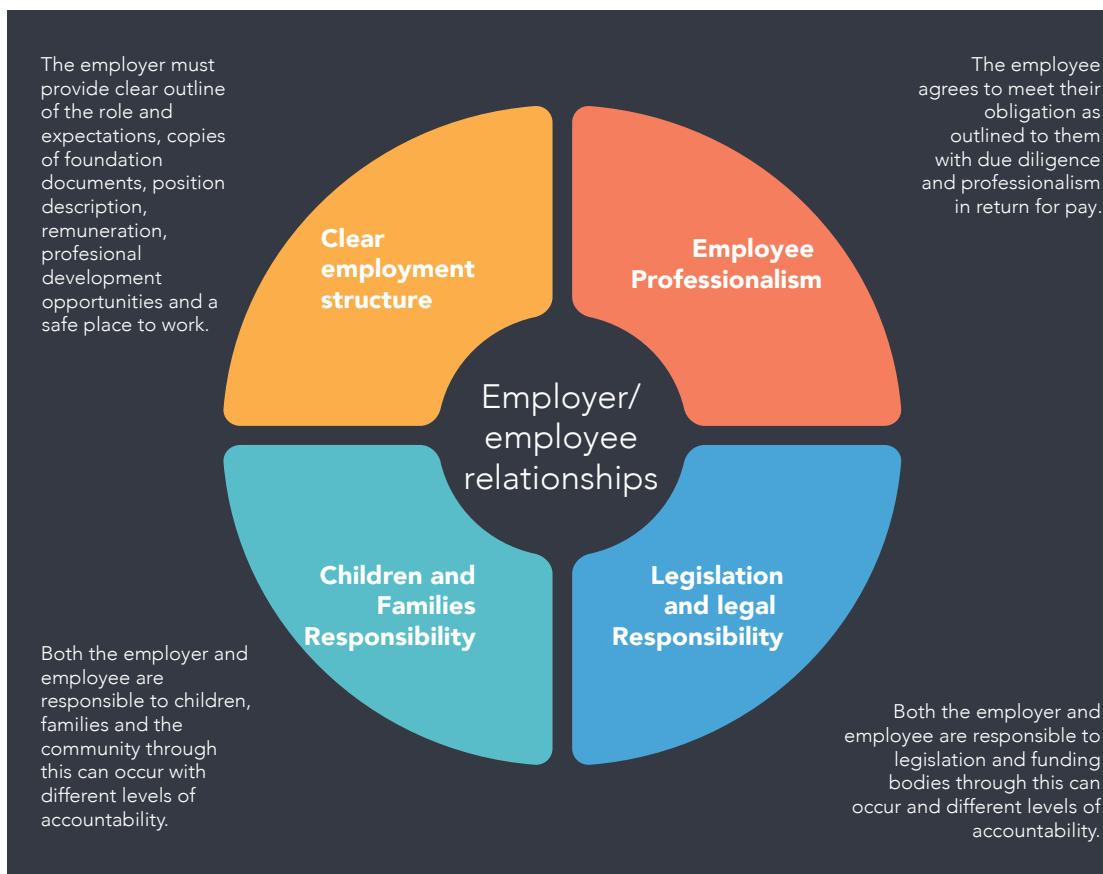 The employer must
provide clear outline
of the role and
expectations, copies
of foundation
documents, position
description,
remuneration,
profesional
development
opportunities and a
safe place to work.
The employee
agrees to meet their
obligation as
outlined to them
with due diligence
and professionalism
in return for pay.
Clear
employment
structure
Employee
Professionalism
Employer/
employee
relationships
Children and
Families
Responsibility
Legislation
and legal
Responsibility
Both the employer and
employee are
responsible to children,
families and the
community through
this can occur with
different levels of
accountability.
Both the employer and
employee are responsible to
legislation and funding
bodies through this can
occur and different levels of
accountability.